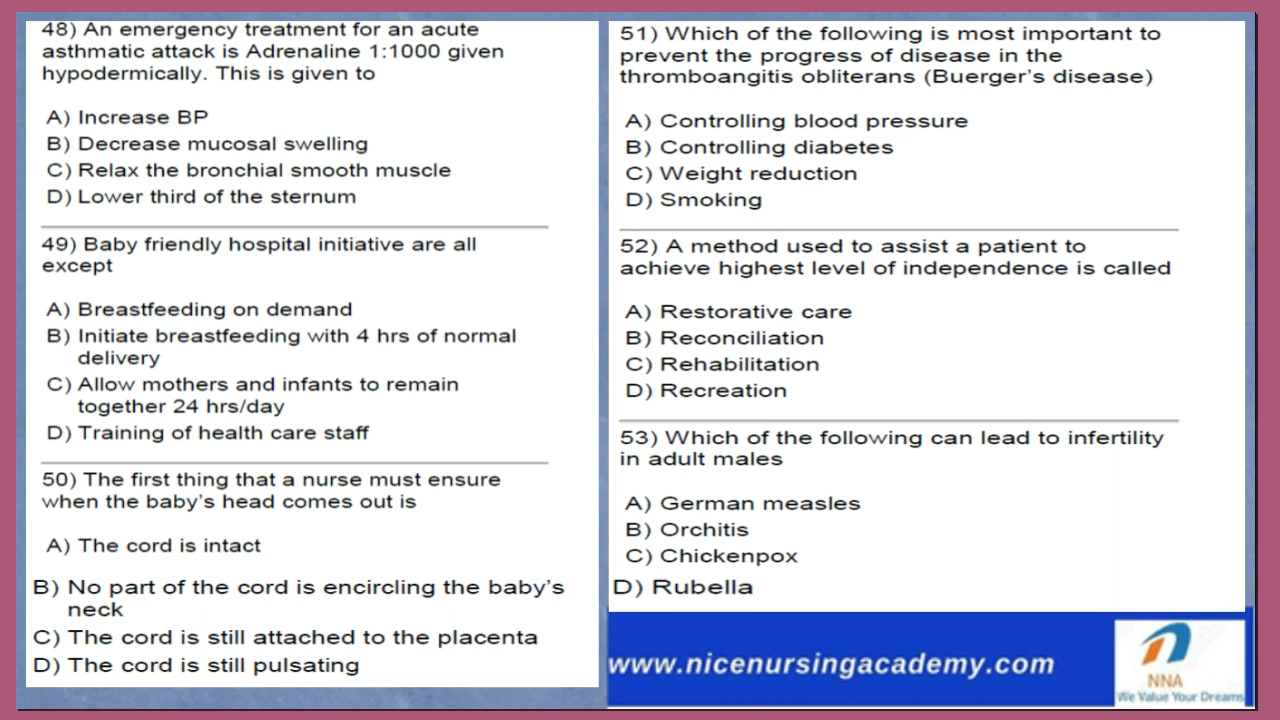 48) An emergency treatment for an acute
asthmatic attack is Adrenaline 1:1000 given
hypodermically. This is given to
A) Increase BP
B) Decrease mucosal swelling
C) Relax the bronchial smooth muscle
D) Lower third of the sternum
49) Baby friendly hospital initiative are all
except
A) Breastfeeding on demand
B) Initiate breastfeeding with 4 hrs of normal
delivery
C) Allow mothers and infants to remain
together 24 hrs/day
D) Training of health care staff
50) The first thing that a nurse must ensure
when the baby's head comes out is
A) The cord is intact
B) No part of the cord is encircling the baby's
neck
C) The cord is still attached to the placenta
D) The cord is still pulsating
51) Which of the following is most important to
prevent the progress of disease in the
thromboangitis obliterans (Buerger's disease)
A) Controlling blood pressure
B) Controlling diabetes
C) Weight reduction
D) Smoking
52) A method used to assist a patient to
achieve highest level of independence is called
A) Restorative care
B) Reconciliation
C) Rehabilitation
D) Recreation
53) Which of the following can lead to infertility
in adult males
A) German measles
B) Orchitis
C) Chickenpox
D) Rubella
www.nicenursingacademy.com
NNA
We Value Your Dreams